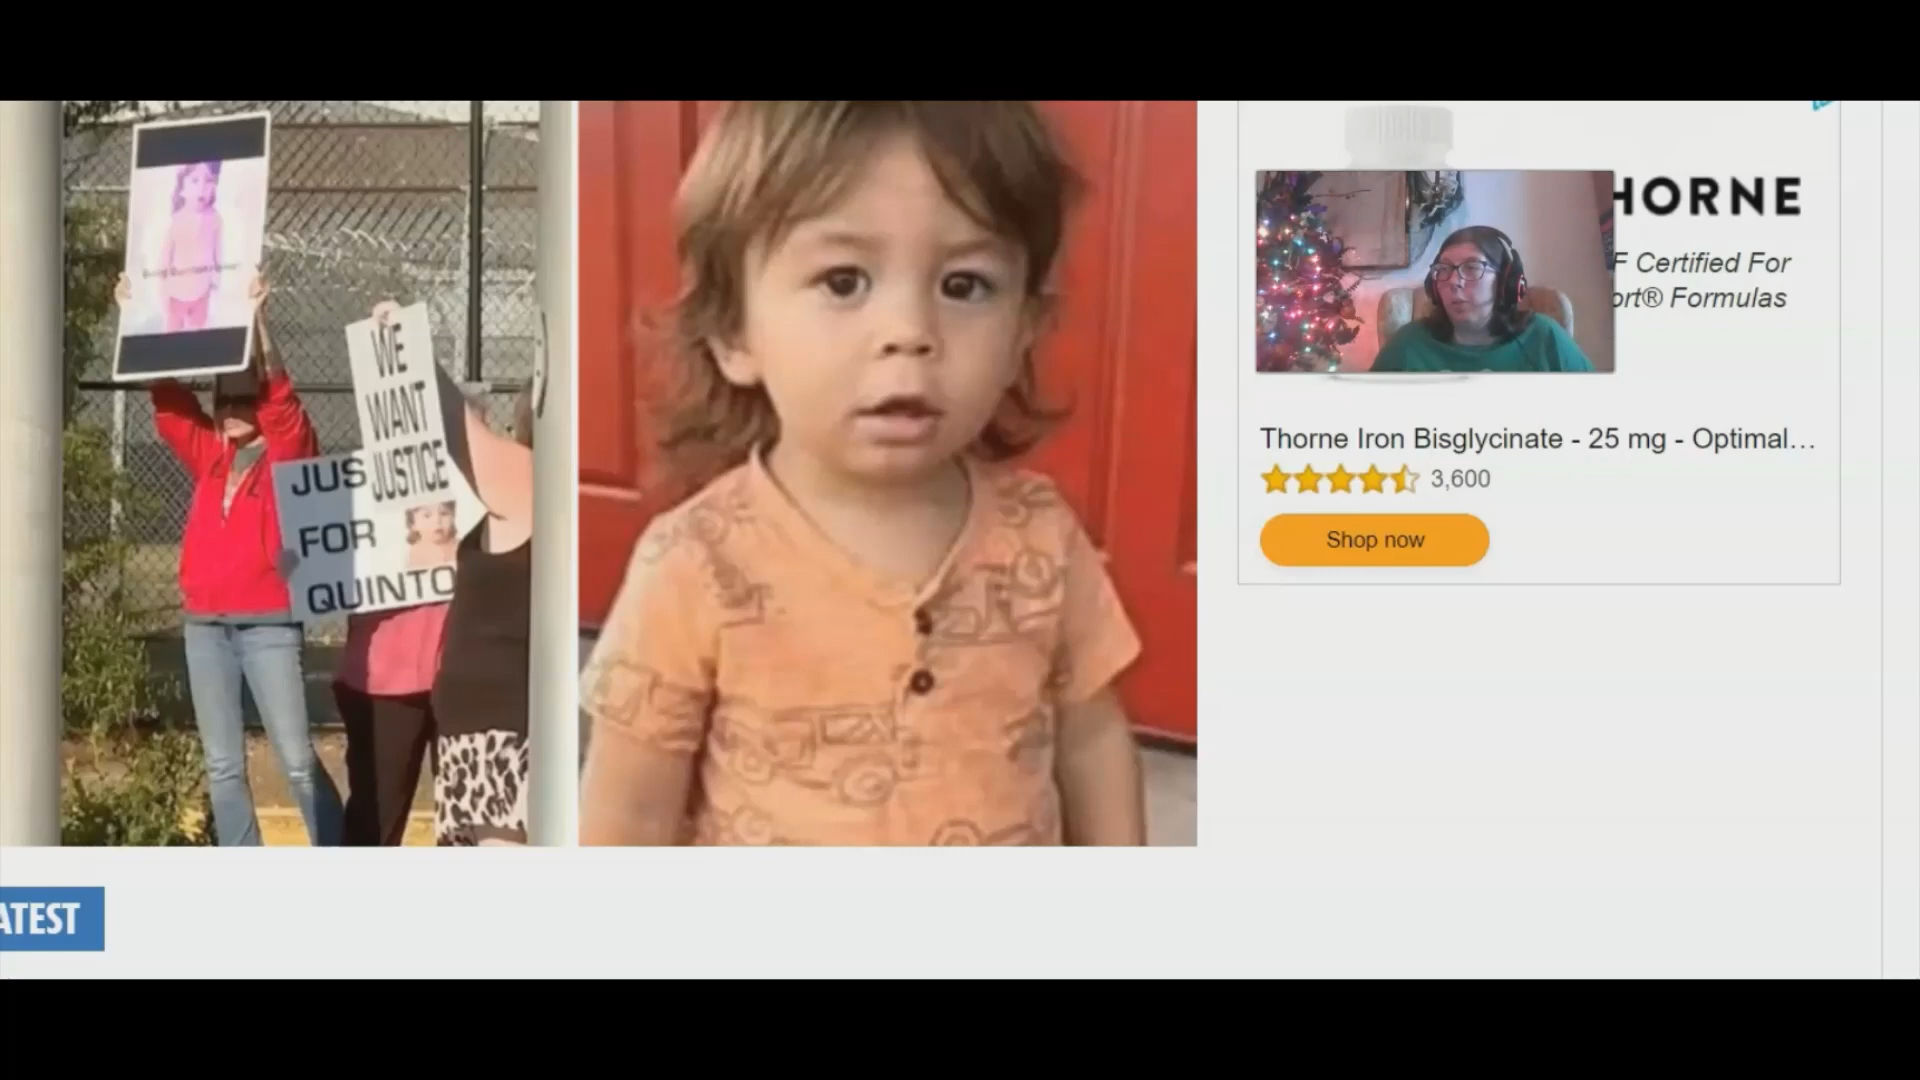 WE
WANT
JUSTICE
JUS
FOR
QUINTO
HORNE
F Certified For
ort® Formulas
Thorne Iron Bisglycinate - 25 mg - Optimal…
3,600
Shop now
ATEST